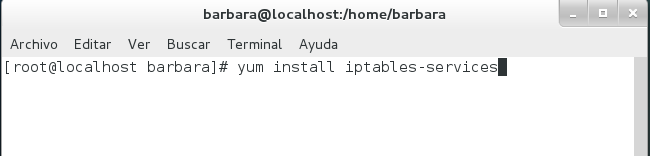 barbara@localhost:/home/barbara
Archivo Editar Ver Buscar Terminal Ayuda
[root@localhost barbara]# yum install iptables-services